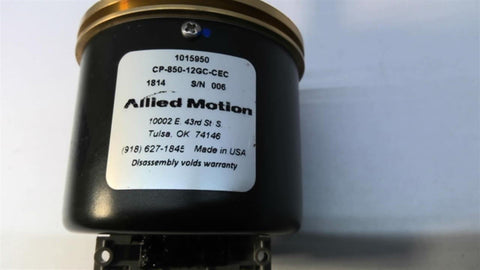 1015950
CP-850-12GC-CEC
1814 S/N 006
Allied Motion
10002 E. 43rd St. S.
Tulsa, OK 74146
(918) 627-1845 Made in USA
Disassembly voids warranty